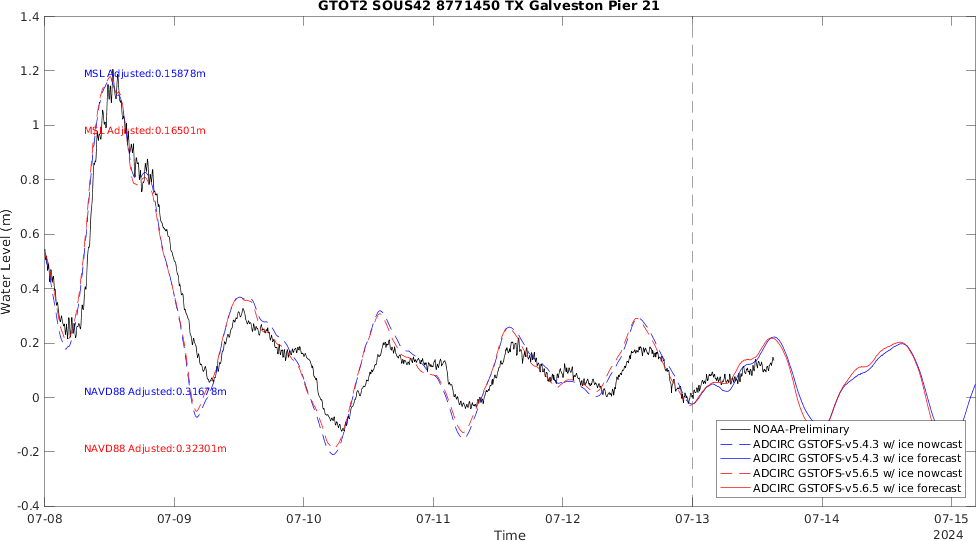 GTOT2 SOUS42 8771450 TX Galveston Pier 21
1.4
1.2
1
0.8
0.6
0.4
0.2
0
-0.2
-0.4
Water Level (m)
MSL Adjusted:0.15878m
MSL Adjusted:0.16501m
NAVD88 Adjusted:0.31678m
NAVD88 Adjusted:0.32301m
NOAA-Preliminary
ADCIRC GSTOFS-v5.4.3 w/ ice nowcast
ADCIRC GSTOFS-v5.4.3 w/ ice forecast
ADCIRC GSTOFS-v5.6.5 w/ ice nowcast
ADCIRC GSTOFS-v5.6.5 w/ ice forecast
07-08 07-09 07-10 07-11 07-12 07-13 07-14 07-15
Time
2024